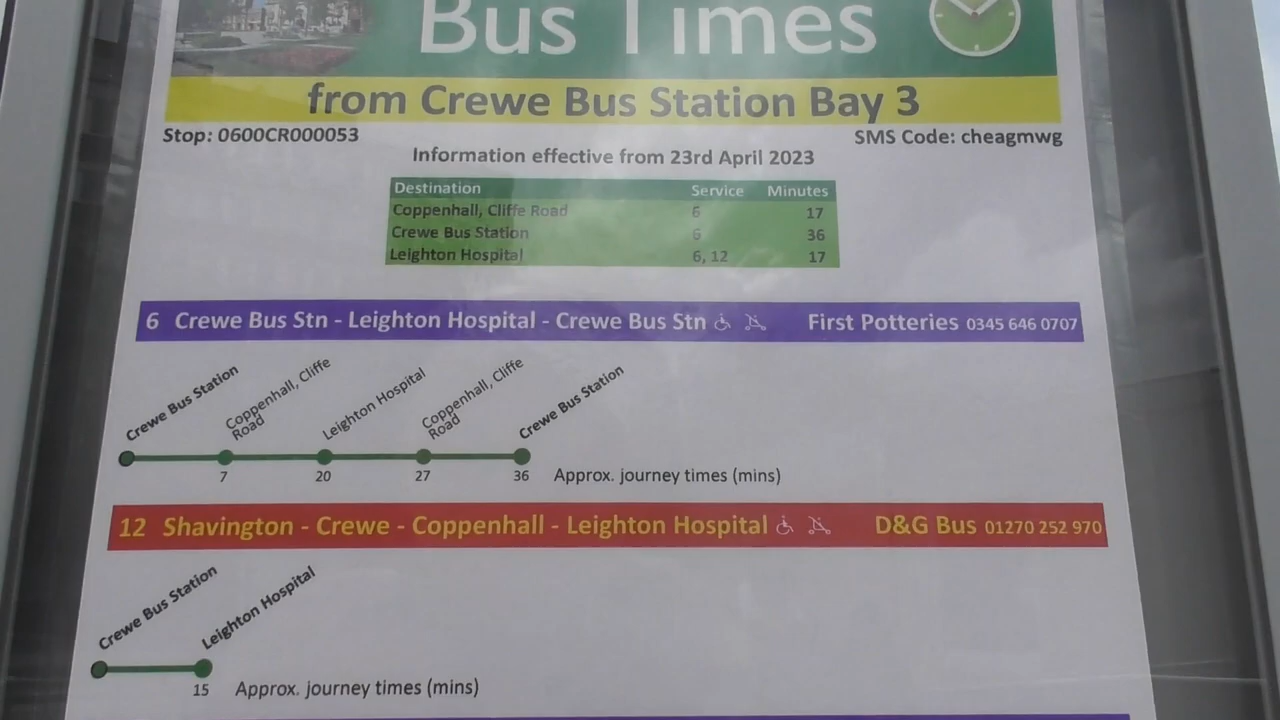 Bus Times
from Crewe Bus Station Bay 3
Stop: 0600CR000053 SMS Code: cheagmwg
Information effective from 23rd April 2023
Destination Service Minutes
Coppenhall, Cliffe Road 6 17
Crewe Bus Station 6 36
Leighton Hospital 6, 12 17
6 Crewe Bus Stn - Leighton Hospital - Crewe Bus Stn First Potteries 0345 646 0707
Crewe Bus Station
Coppenhall, Cliffe
Road
Leighton Hospital
Coppenhall, Cliffe
Road
Crewe Bus Station
7 20 27 36 Approx. journey times (mins)
12 Shavington - Crewe - Coppenhall - Leighton Hospital D&G Bus 01270 252 970
Crewe Bus Station
Leighton Hospital
15 Approx. journey times (mins)